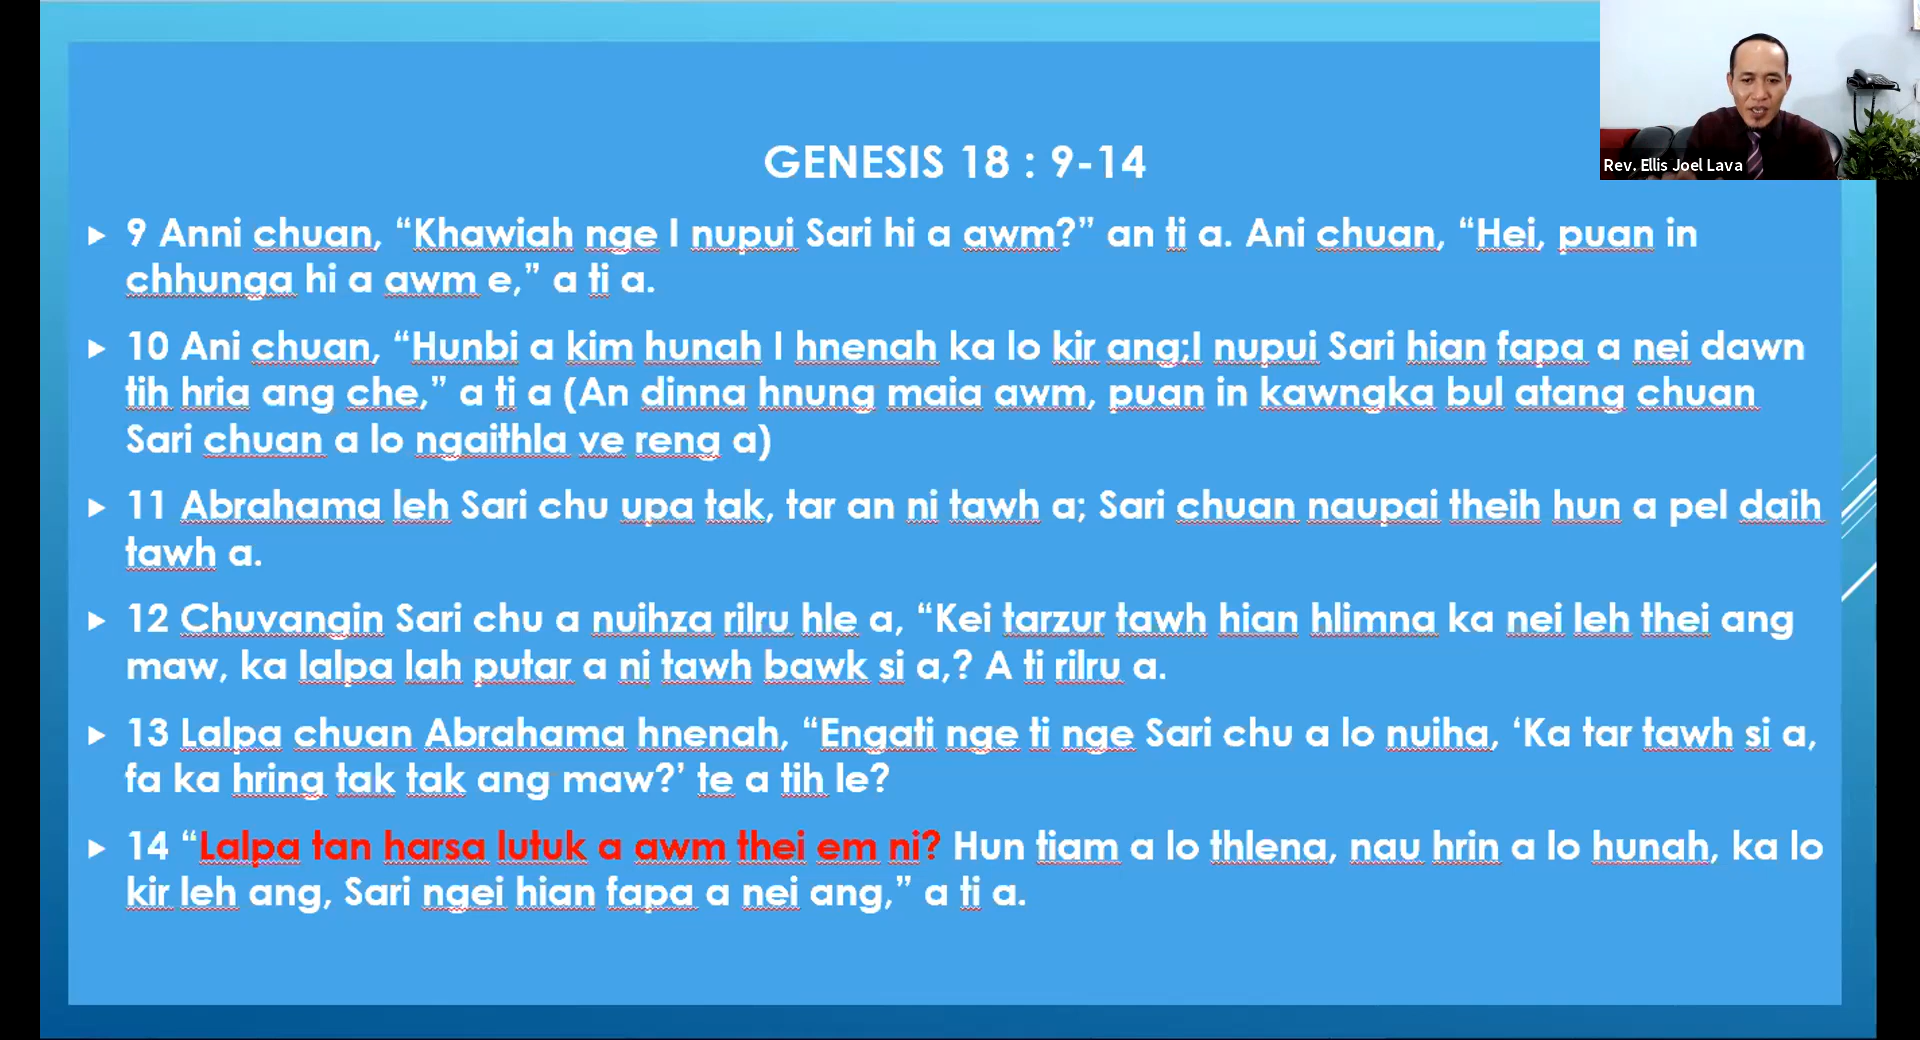 GENESIS 18 : 9-14
Rev. Ellis Joel Lava
9 Anni chuan, “Khawiah nge I nupui Sari hi a awm?” an ti a. Ani chuan, “Hei, puan in
chhunga hi a awm e,” a ti a.
10 Ani chuan, “Hunbi a kim hunah I hnenah ka lo kir ang;I nupui Sari hian fapa a nei dawn
tih hria ang che,” a ti a (An dinna hnung maia awm, puan in kawngka bul atang chuan
Sari chuan a lo ngaithla ve reng a)
11 Abrahama leh Sari chu upa tak, tar an ni tawh a; Sari chuan naupai theih hun a pel daih
tawh a.
12 Chuvangin Sari chu a nuihza rilru hle a, “Kei tarzur tawh hian hlimna ka nei leh thei ang
maw, ka lalpa lah putar a ni tawh bawk si a,? A ti rilru a.
13 Lalpa chuan Abrahama hnenah, “Engati nge ti nge Sari chu a lo nuiha, ‘Ka tar tawh si a,
fa ka hring tak tak ang maw?’ te a tih le?
14 “Lalpa tan harsa lutuk a awm thei em ni? Hun tiam a lo thlena, nau hrin a lo hunah, ka lo
kir leh ang, Sari ngei hian fapa a nei ang,” a ti a.